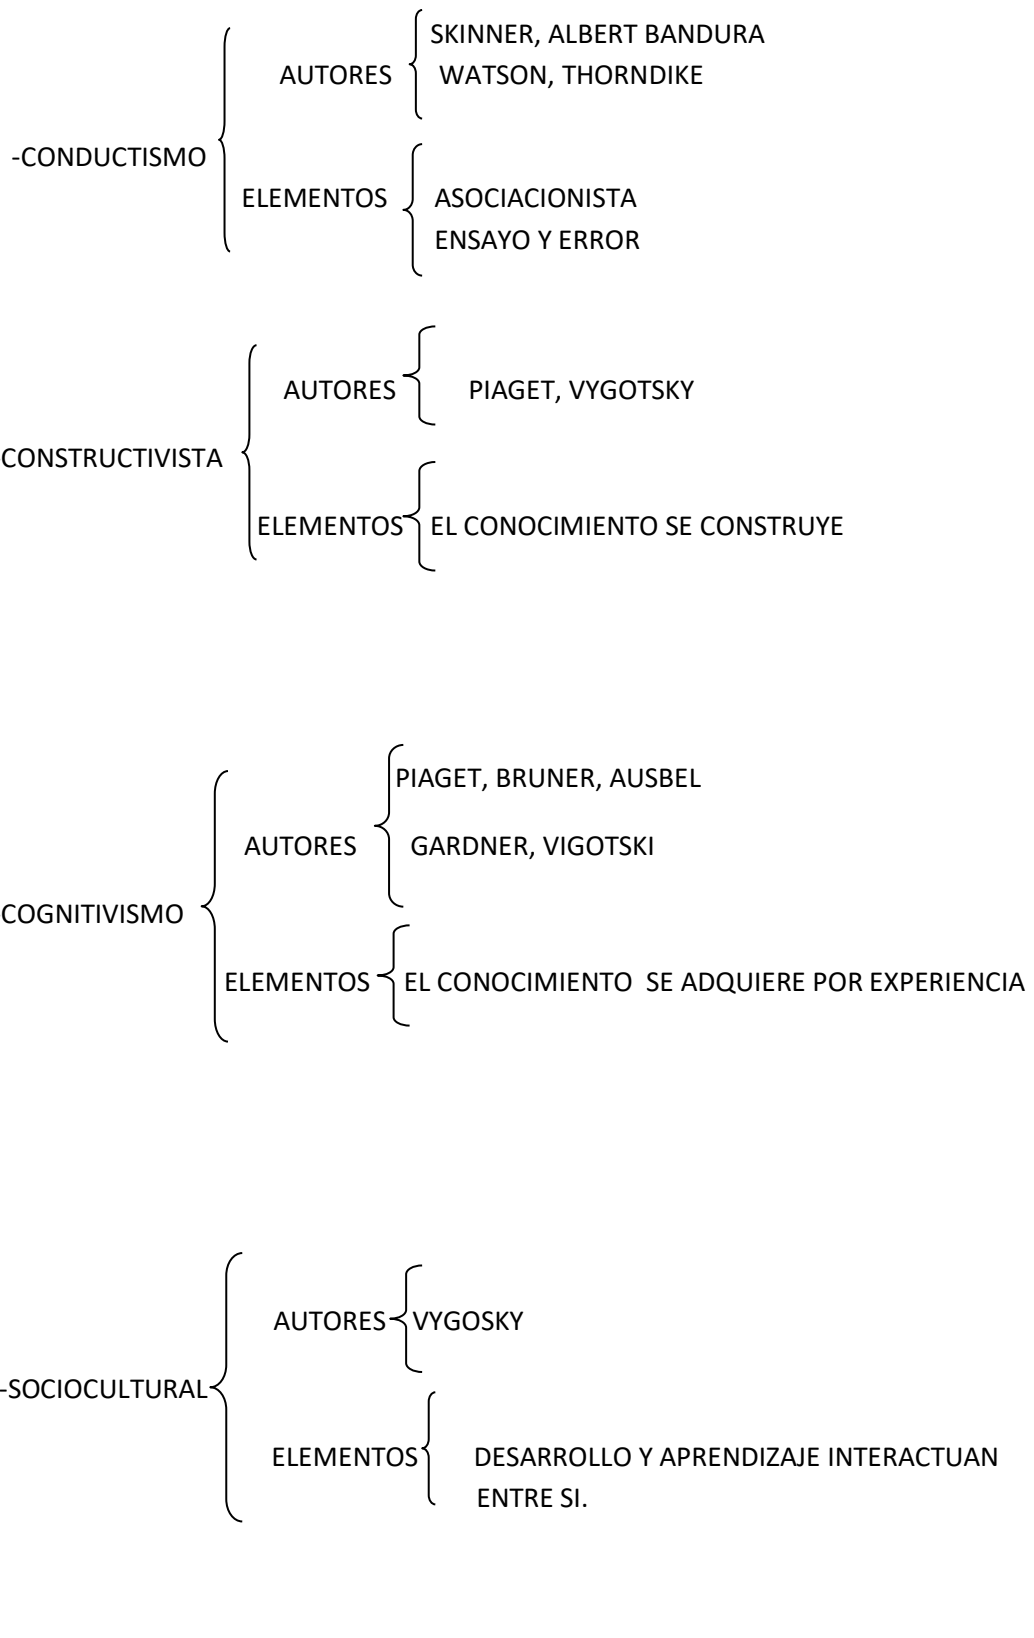 SKINNER, ALBERT BANDURA
AUTORES WATSON, THORNDIKE
-CONDUCTISMO
ELEMENTOS ASOCIACIONISTA
ENSAYO Y ERROR
AUTORES PIAGET, VYGOTSKY
CONSTRUCTIVISTA
ELEMENTOS EL CONOCIMIENTO SE CONSTRUYE
PIAGET, BRUNER, AUSBEL
AUTORES GARDNER, VIGOTSKI
COGNITIVISMO
ELEMENTOS EL CONOCIMIENTO SE ADQUIERE POR EXPERIENCIA
AUTORES VYGOSKY
-SOCIOCULTURAL
ELEMENTOS DESARROLLO Y APRENDIZAJE INTERACTUAN
ENTRE SI.